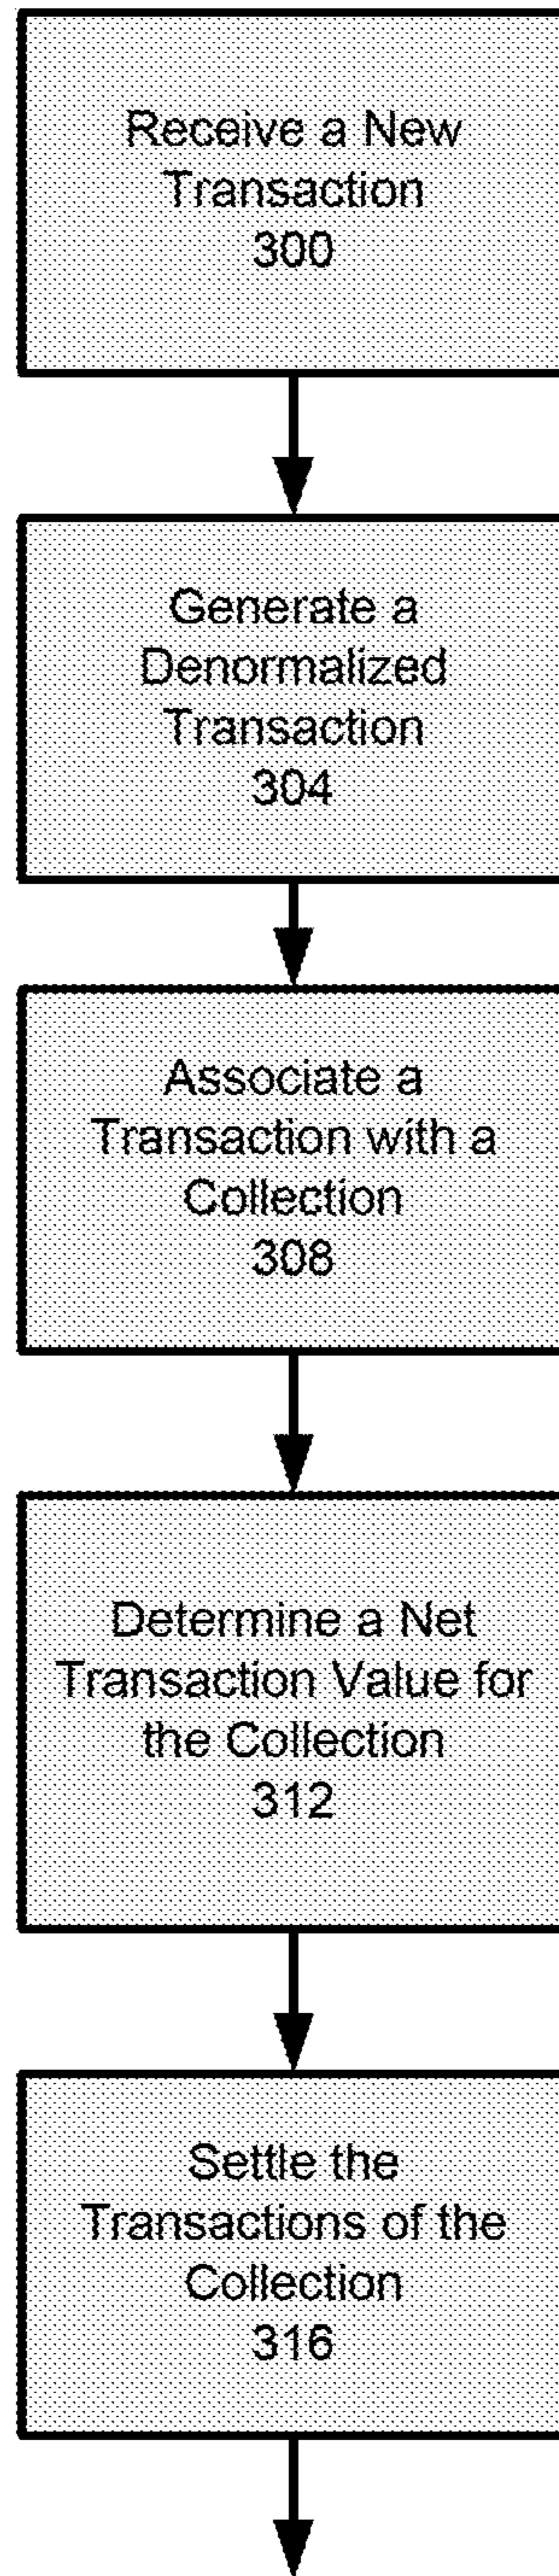 Receive a New
Transaction
300
Generate a
Denormalized
Transaction
304
Associate a
Transaction with a
Collection
308
Determine a Net
Transaction Value for
the Collection
312
Settle the
Transactions of the
Collection
316